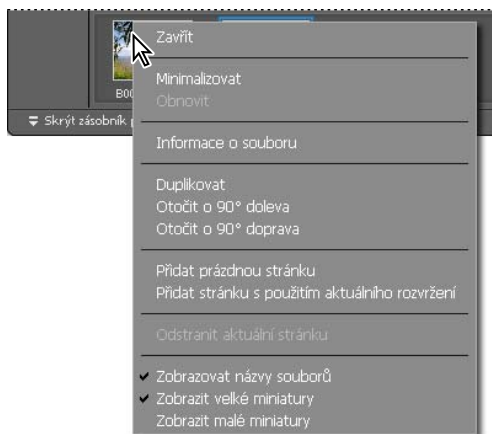 Zavřít
Minimalizovat
Obnovit
B00
Skrýt zásobník
Informace o souboru
Duplikovat
Otočit o 90° doleva
Otočit o 90° doprava
Přidat prázdnou stránku
Přidat stránku s použitím aktuálního rozvržení
Odstranit aktuální stránku
Zobrazovat názvy souborů
Zobrazit velké miniatury
Zobrazit malé miniatury